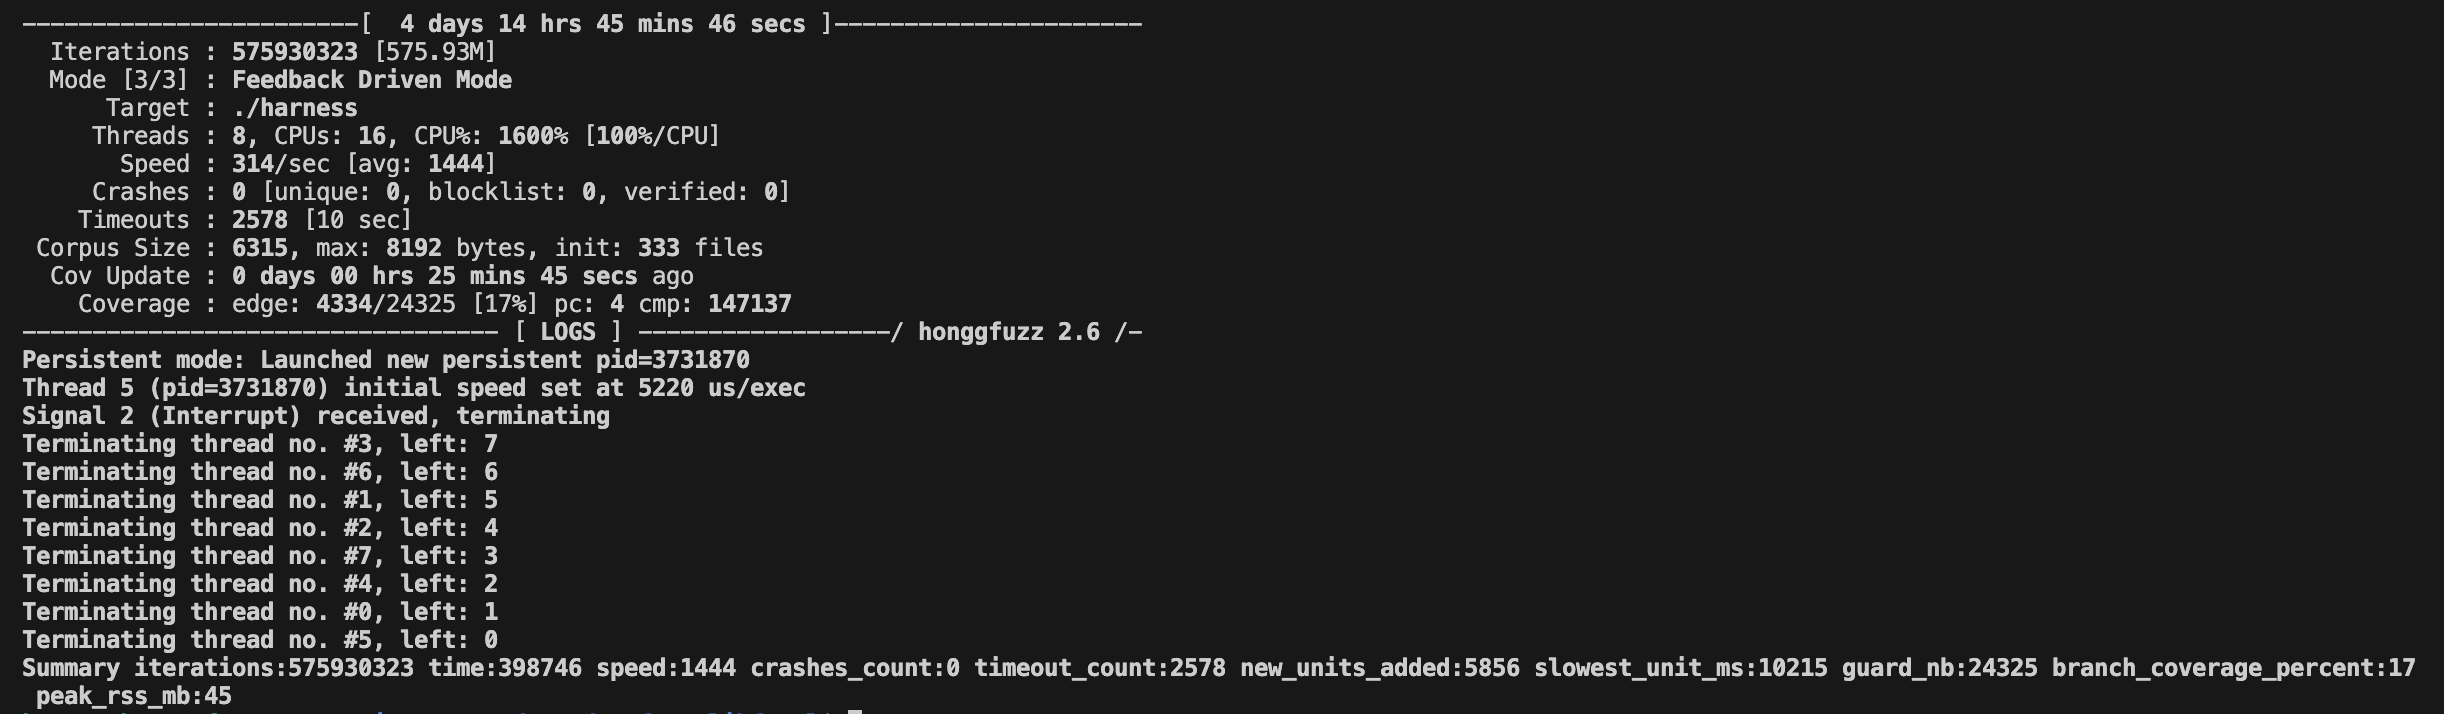 ------------------------[  4 days 14 hrs 45 mins 46 secs ]----------------------
  Iterations : 575930323 [575.93M]
  Mode [3/3] : Feedback Driven Mode
      Target : ./harness
     Threads : 8, CPUs: 16, CPU%: 1600% [100%/CPU]
       Speed : 314/sec [avg: 1444]
     Crashes : 0 [unique: 0, blocklist: 0, verified: 0]
    Timeouts : 2578 [10 sec]
 Corpus Size : 6315, max: 8192 bytes, init: 333 files
  Cov Update : 0 days 00 hrs 25 mins 45 secs ago
    Coverage : edge: 4334/24325 [17%] pc: 4 cmp: 147137
---------------------------------- [ LOGS ] ------------------/ honggfuzz 2.6 /-
Persistent mode: Launched new persistent pid=3731870
Thread 5 (pid=3731870) initial speed set at 5220 us/exec
Signal 2 (Interrupt) received, terminating
Terminating thread no. #3, left: 7
Terminating thread no. #6, left: 6
Terminating thread no. #1, left: 5
Terminating thread no. #2, left: 4
Terminating thread no. #7, left: 3
Terminating thread no. #4, left: 2
Terminating thread no. #0, left: 1
Terminating thread no. #5, left: 0
Summary iterations:575930323 time:398746 speed:1444 crashes_count:0 timeout_count:2578 new_units_added:5856 slowest_unit_ms:10215 guard_nb:24325 branch_coverage_percent:17
 peak_rss_mb:45